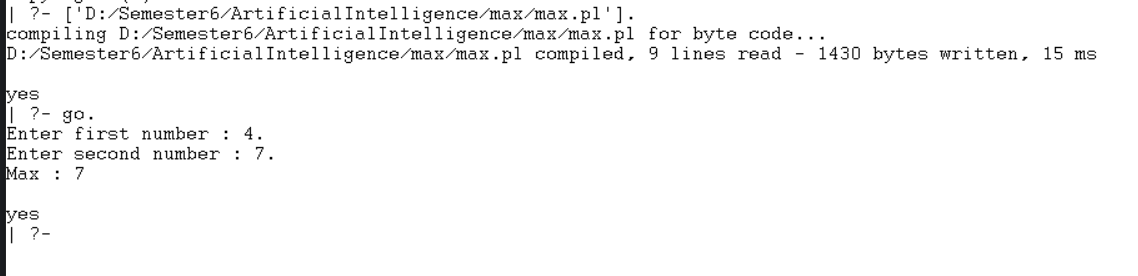 | ?- ['D:/Semester6/ArtificialIntelligence/max/max.pl'].
compiling D:/Semester6/ArtificialIntelligence/max/max.pl for byte code...
D:/Semester6/ArtificialIntelligence/max/max.pl compiled, 9 lines read - 1430 bytes written, 15 ms
yes
| ?- go.
Enter first number : 4.
Enter second number : 7.
Max : 7
yes
| ?-